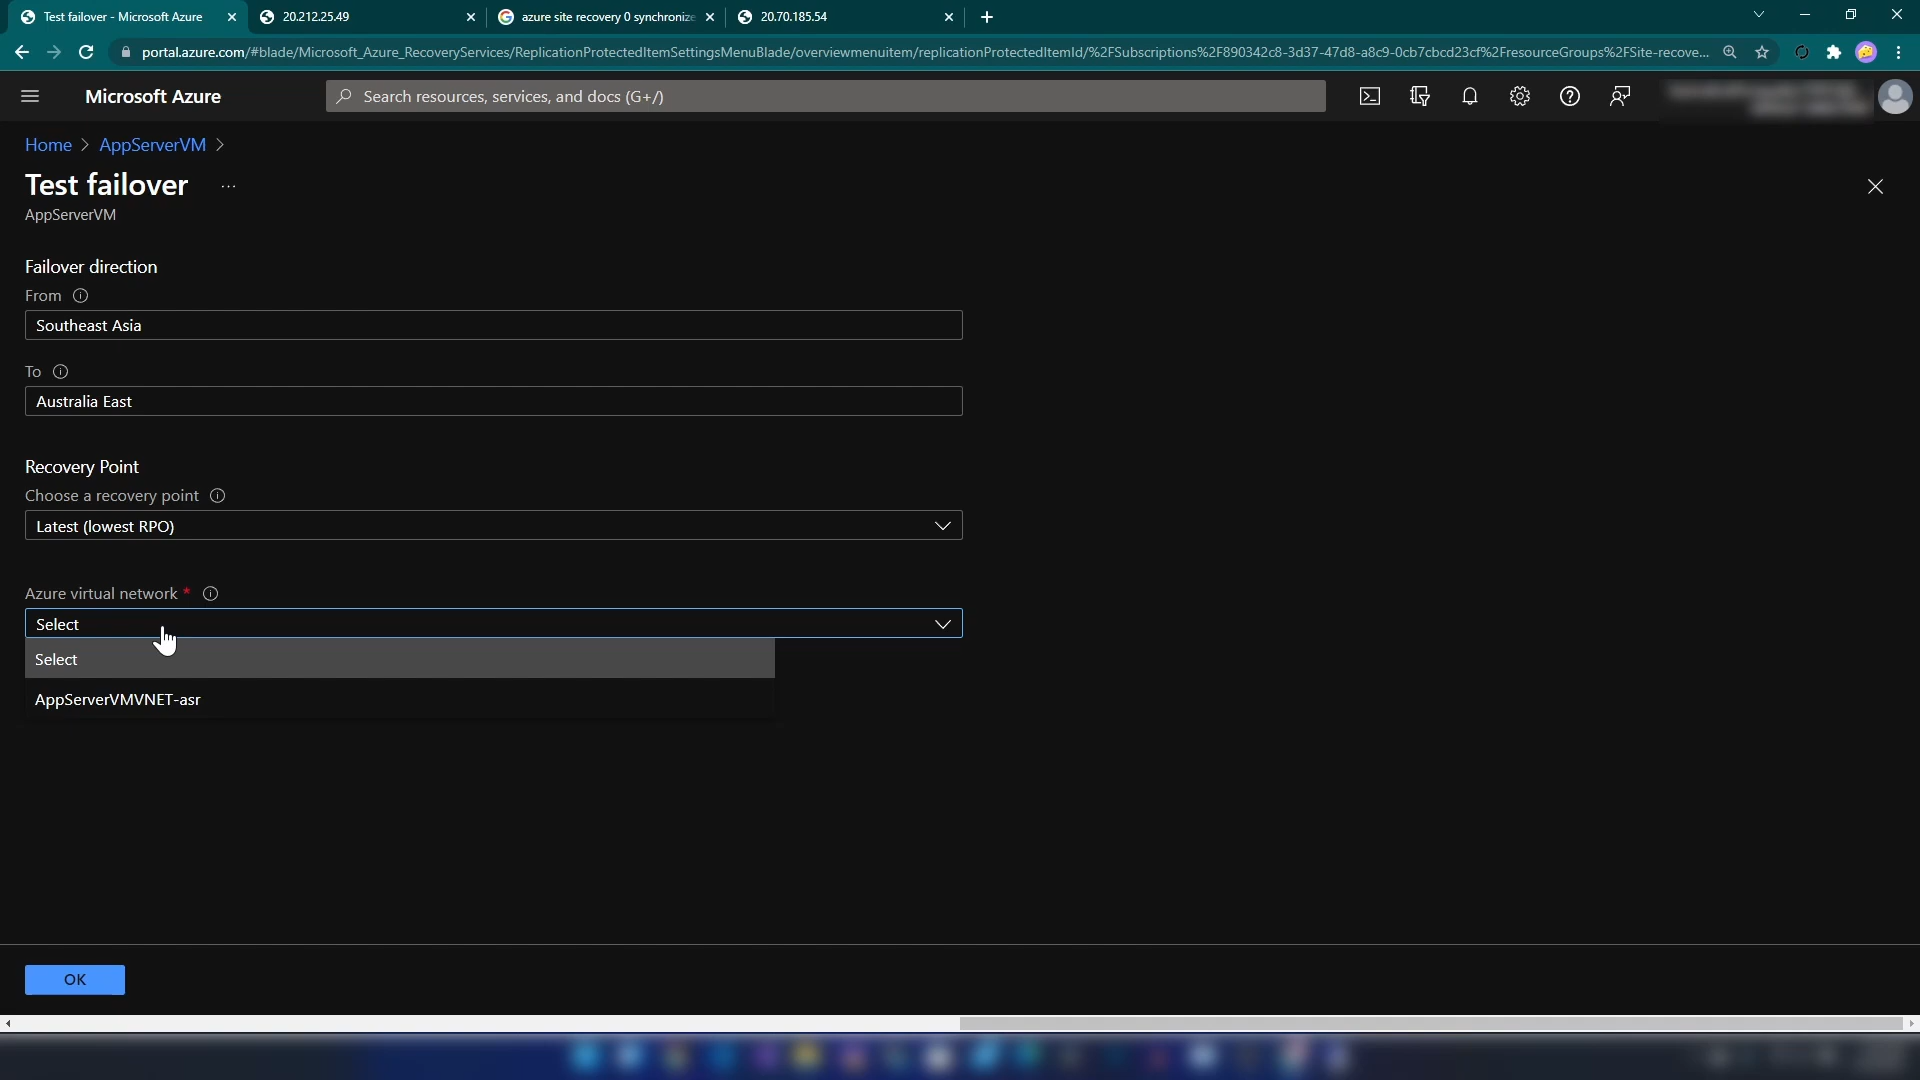 Test failover - Microsoft Azure
20.212.25.49
azure site recovery 0 synchronize
20.70.185.54
portal.azure.com/#blade/Microsoft_Azure_RecoveryServices/ReplicationProtectedItemSettingsMenuBlade/overviewmenuitem/replicationProtectedItemId/%2FSubscriptions%2F890342c8-3d37-47d8-a8c9-0cb7cbcd23cf%2FresourceGroups%2FSite-recove...
Microsoft Azure
Search resources, services, and docs (G+/)
Home > AppServerVM >
Test failover ...
AppServerVM
Failover direction
From
Southeast Asia
To
Australia East
Recovery Point
Choose a recovery point
Latest (lowest RPO)
Azure virtual network *
Select
Select
AppServerVMVNET-asr
OK